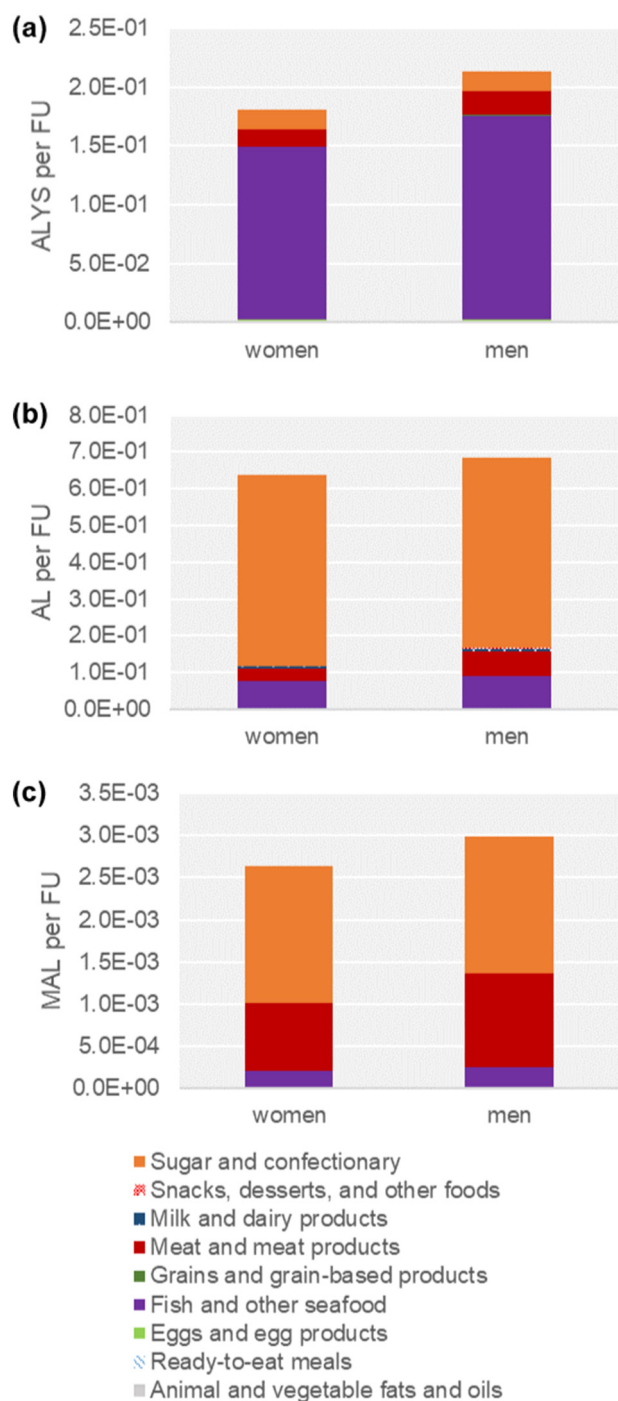 (a)
2.5E-01
2.0E-01
1.5E-01
1.0E-01
5.0E-02
0.0E+00
ALYS per FU
women men
(b)
8.0E-01
7.0E-01
6.0E-01
5.0E-01
4.0E-01
3.0E-01
2.0E-01
1.0E-01
0.0E+00
AL per FU
women men
(c)
3.5E-03
3.0E-03
2.5E-03
2.0E-03
1.5E-03
1.0E-03
5.0E-04
0.0E+00
MAL per FU
women men
Sugar and confectionary
Snacks, desserts, and other foods
Milk and dairy products
Meat and meat products
Grains and grain-based products
Fish and other seafood
Eggs and egg products
Ready-to-eat meals
Animal and vegetable fats and oils